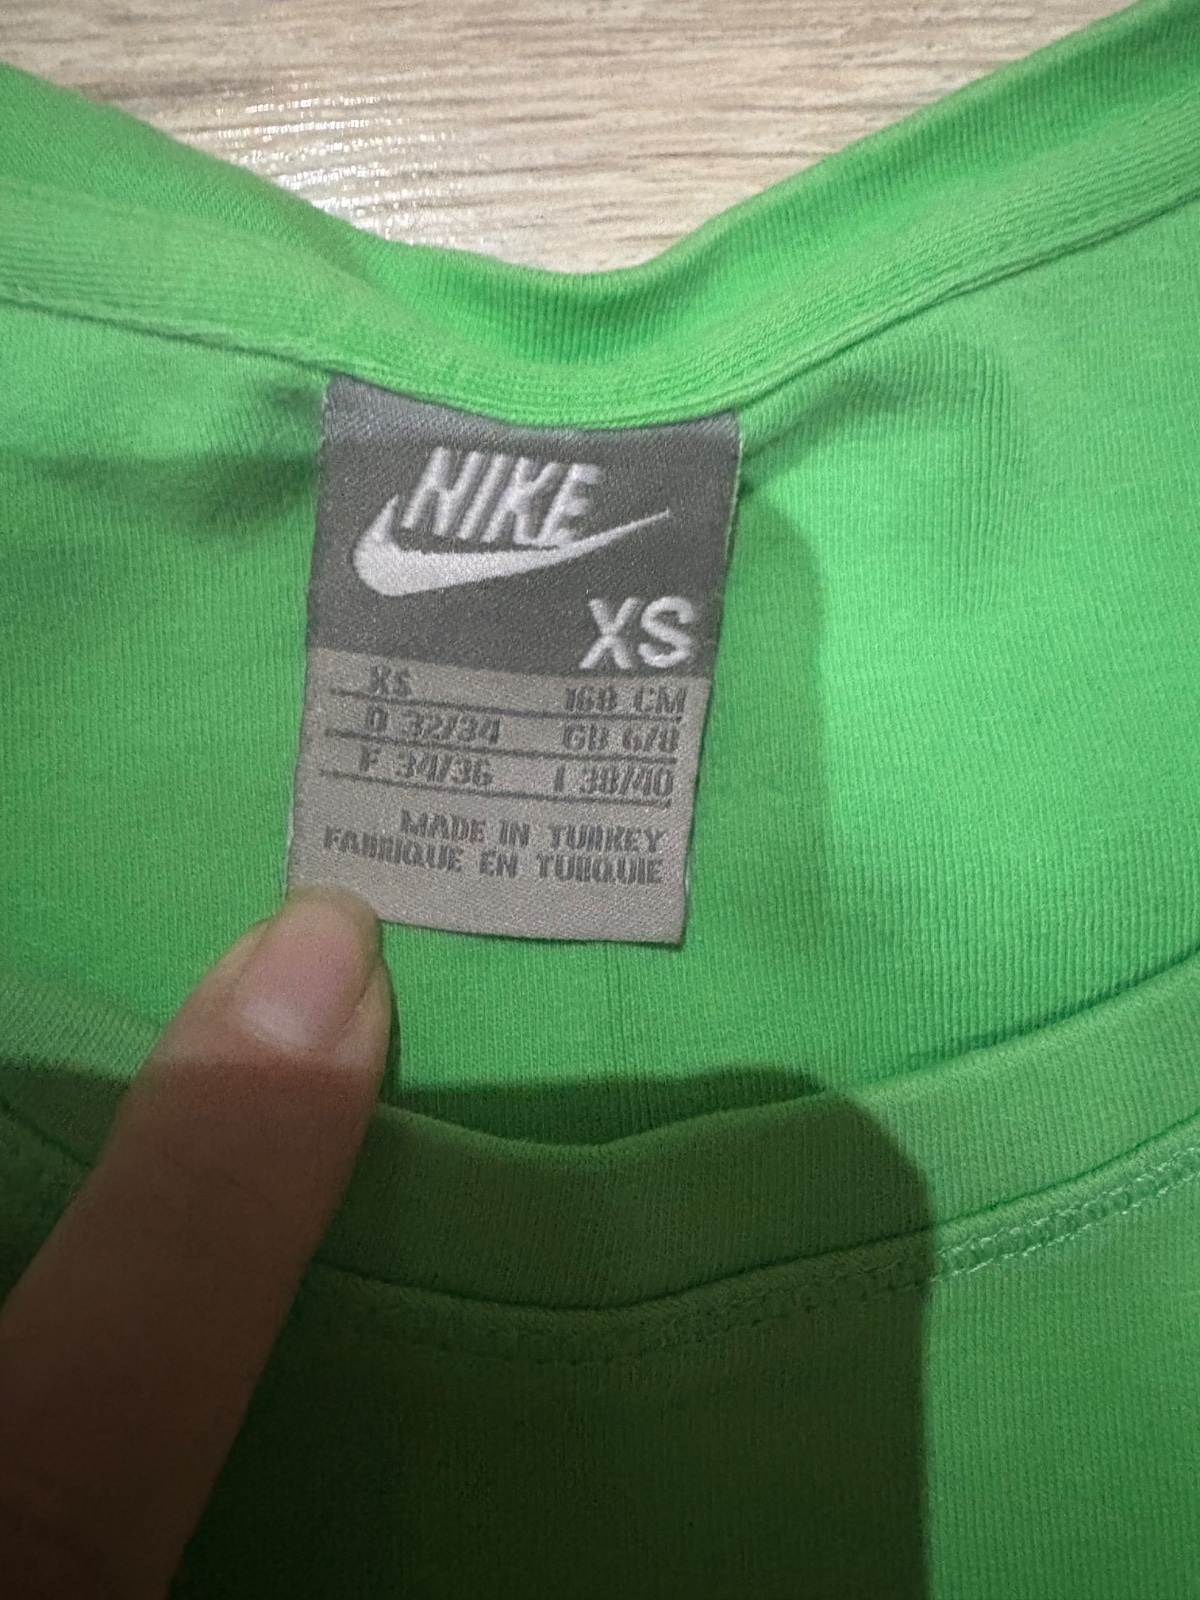 NIKE
XS
XS 168 CM
D 32/34 GB 6/8
F 34/36 I 38/40
MADE IN TURKEY
FABRIQUE EN TURQUIE